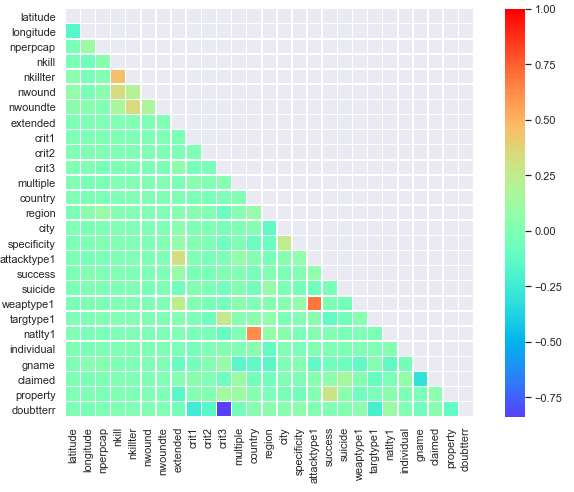 latitude
longitude
nperpcap
nkill
nkillter
nwound
nwoundte
extended
crit1
crit2
crit3
multiple
country
region
city
specificity
attacktype1
success
suicide
weaptype1
targtype1
natlty1
individual
gname
claimed
property
doubtterr
latitude
longitude
nperpcap
nkill
nkillter
nwound
nwoundte
extended
crit1
crit2
crit3
multiple
country
region
city
specificity
attacktype1
success
suicide
weaptype1
targtype1
natlty1
individual
gname
claimed
property
doubtterr
1.00
0.75
0.50
0.25
0.00
−0.25
−0.50
−0.75